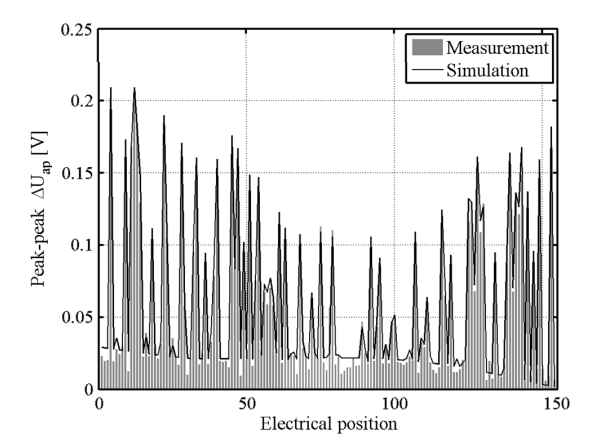 0.25
0.2
0.15
0.1
0.05
0
Peak-peak ΔUap [V]
Measurement
Simulation
0 50 100 150
Electrical position